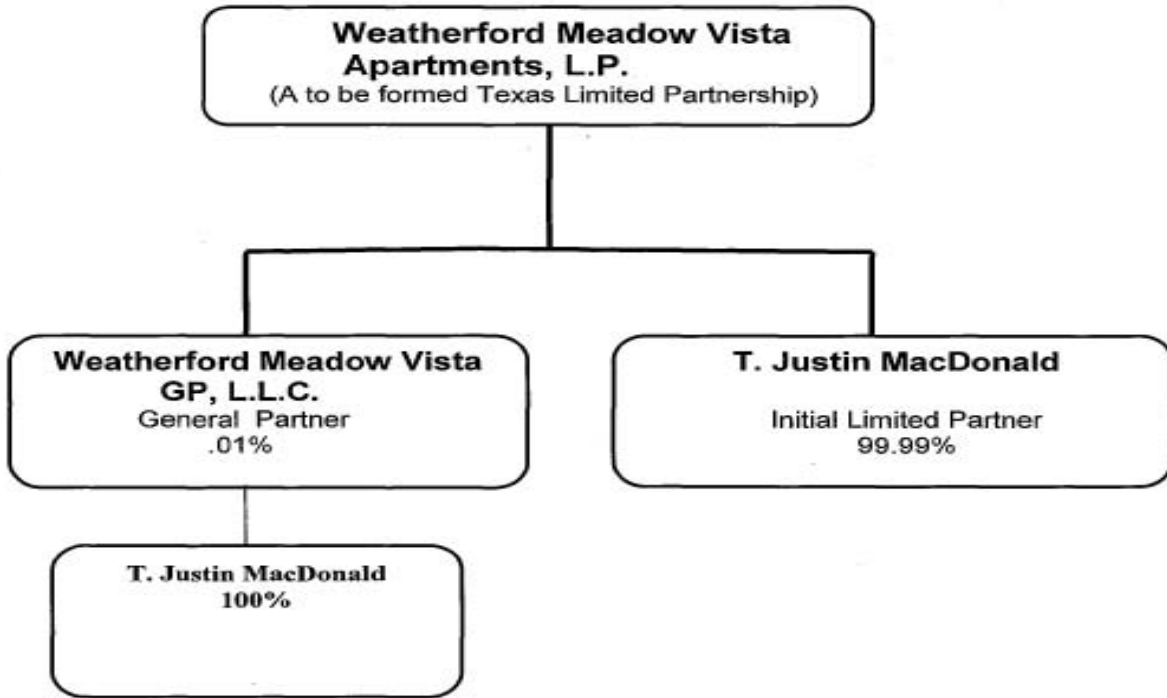 Weatherford Meadow Vista
Apartments, L.P.
(A to be formed Texas Limited Partnership)
Weatherford Meadow Vista
GP, L.L.C.
General Partner
.01%
T. Justin MacDonald
Initial Limited Partner
99.99%
T. Justin MacDonald
100%